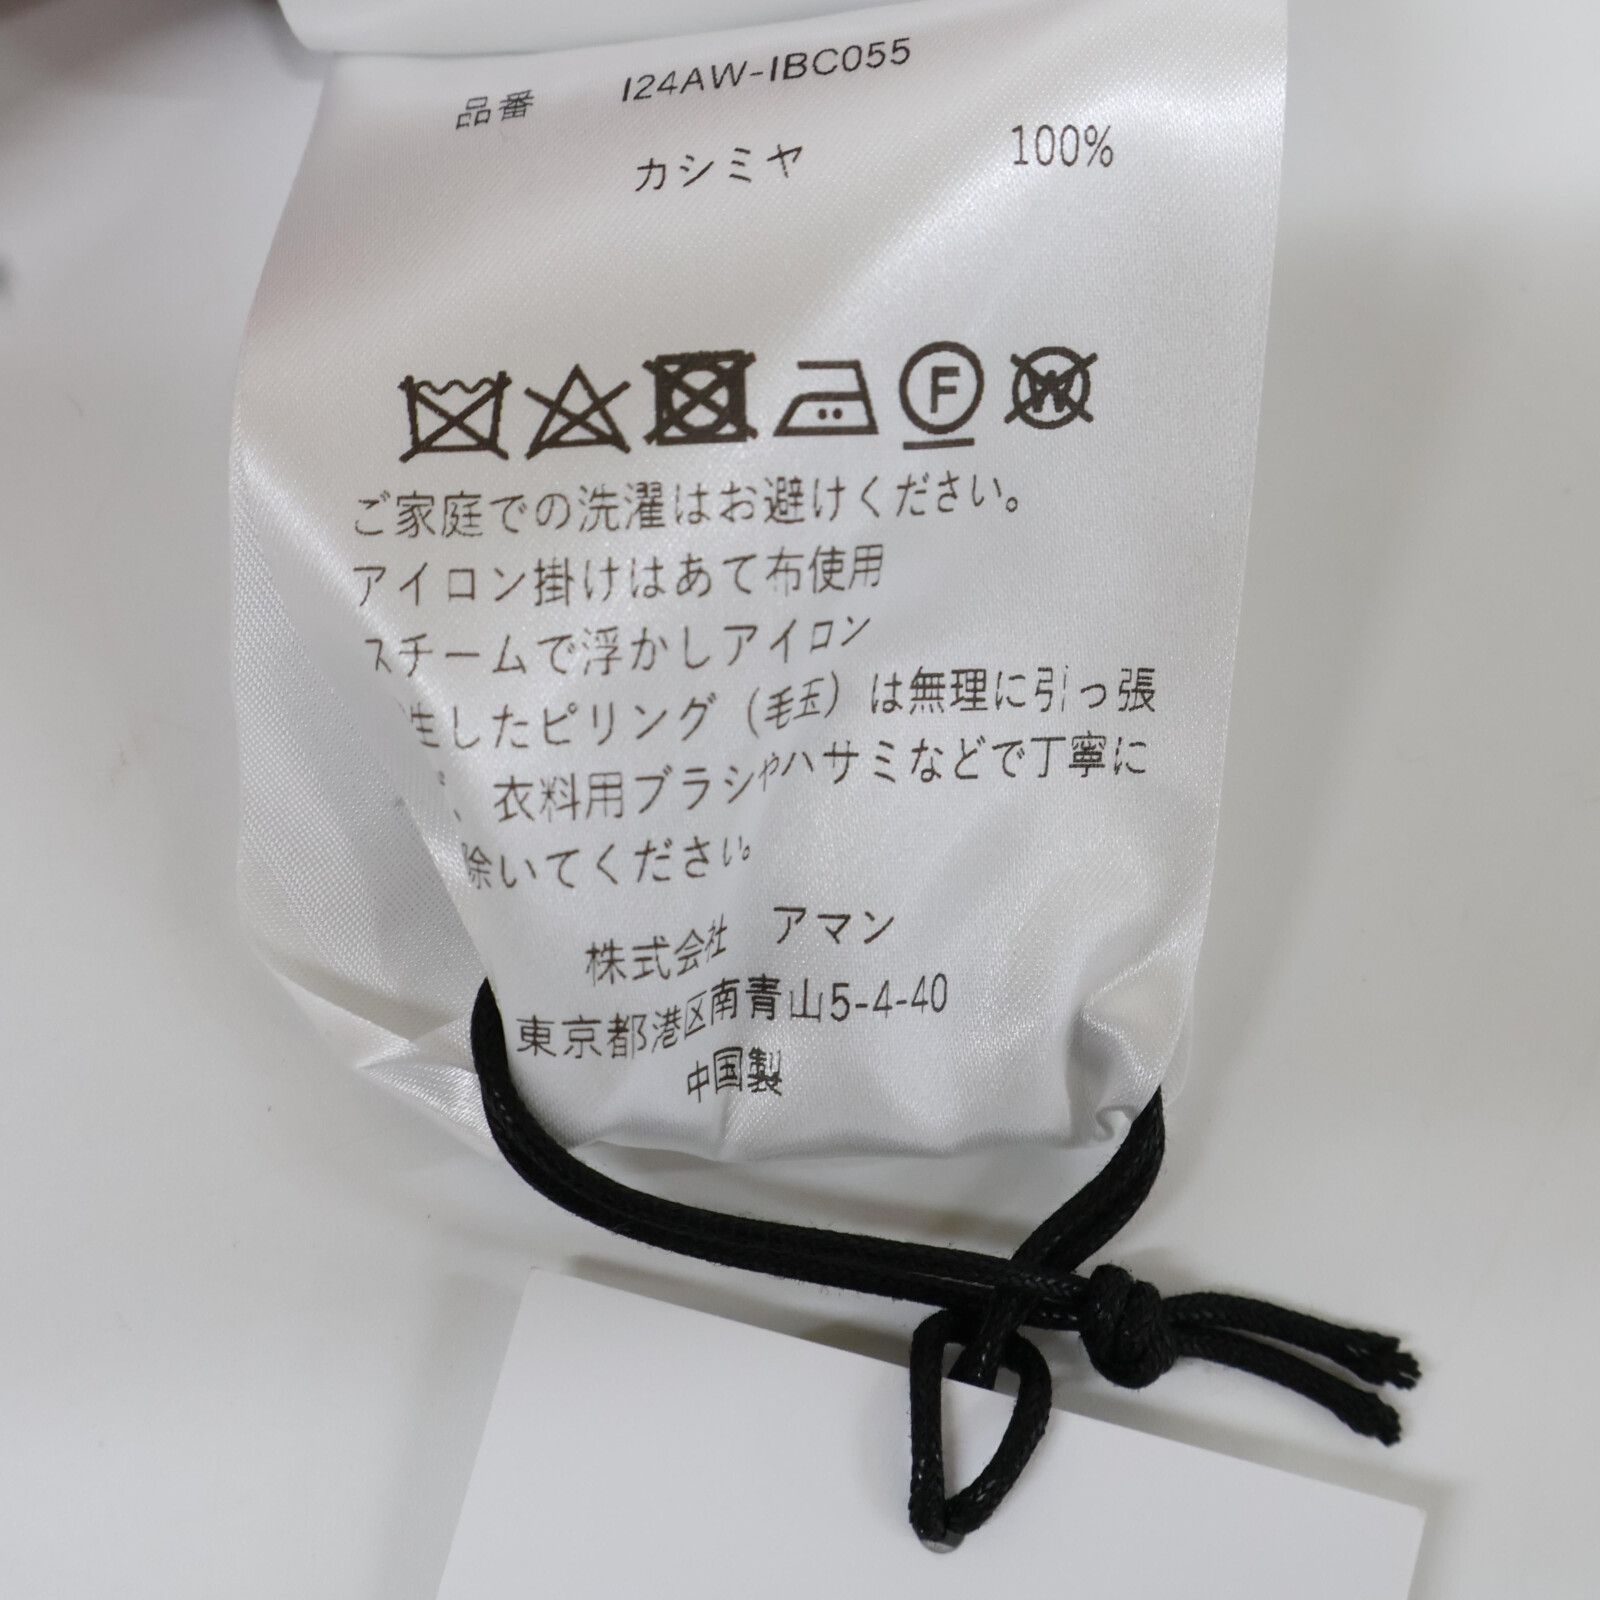 品番 I24AW-IBC055
カシミヤ 100%
F W
ご家庭での洗濯はお避けください。
アイロン掛けはあて布使用
スチームで浮かしアイロン
生したピリング(毛玉)は無理に引っ張
、衣料用ブラシやハサミなどで丁寧に
除いてください。
株式会社 アマン
東京都港区南青山5-4-40
中国製